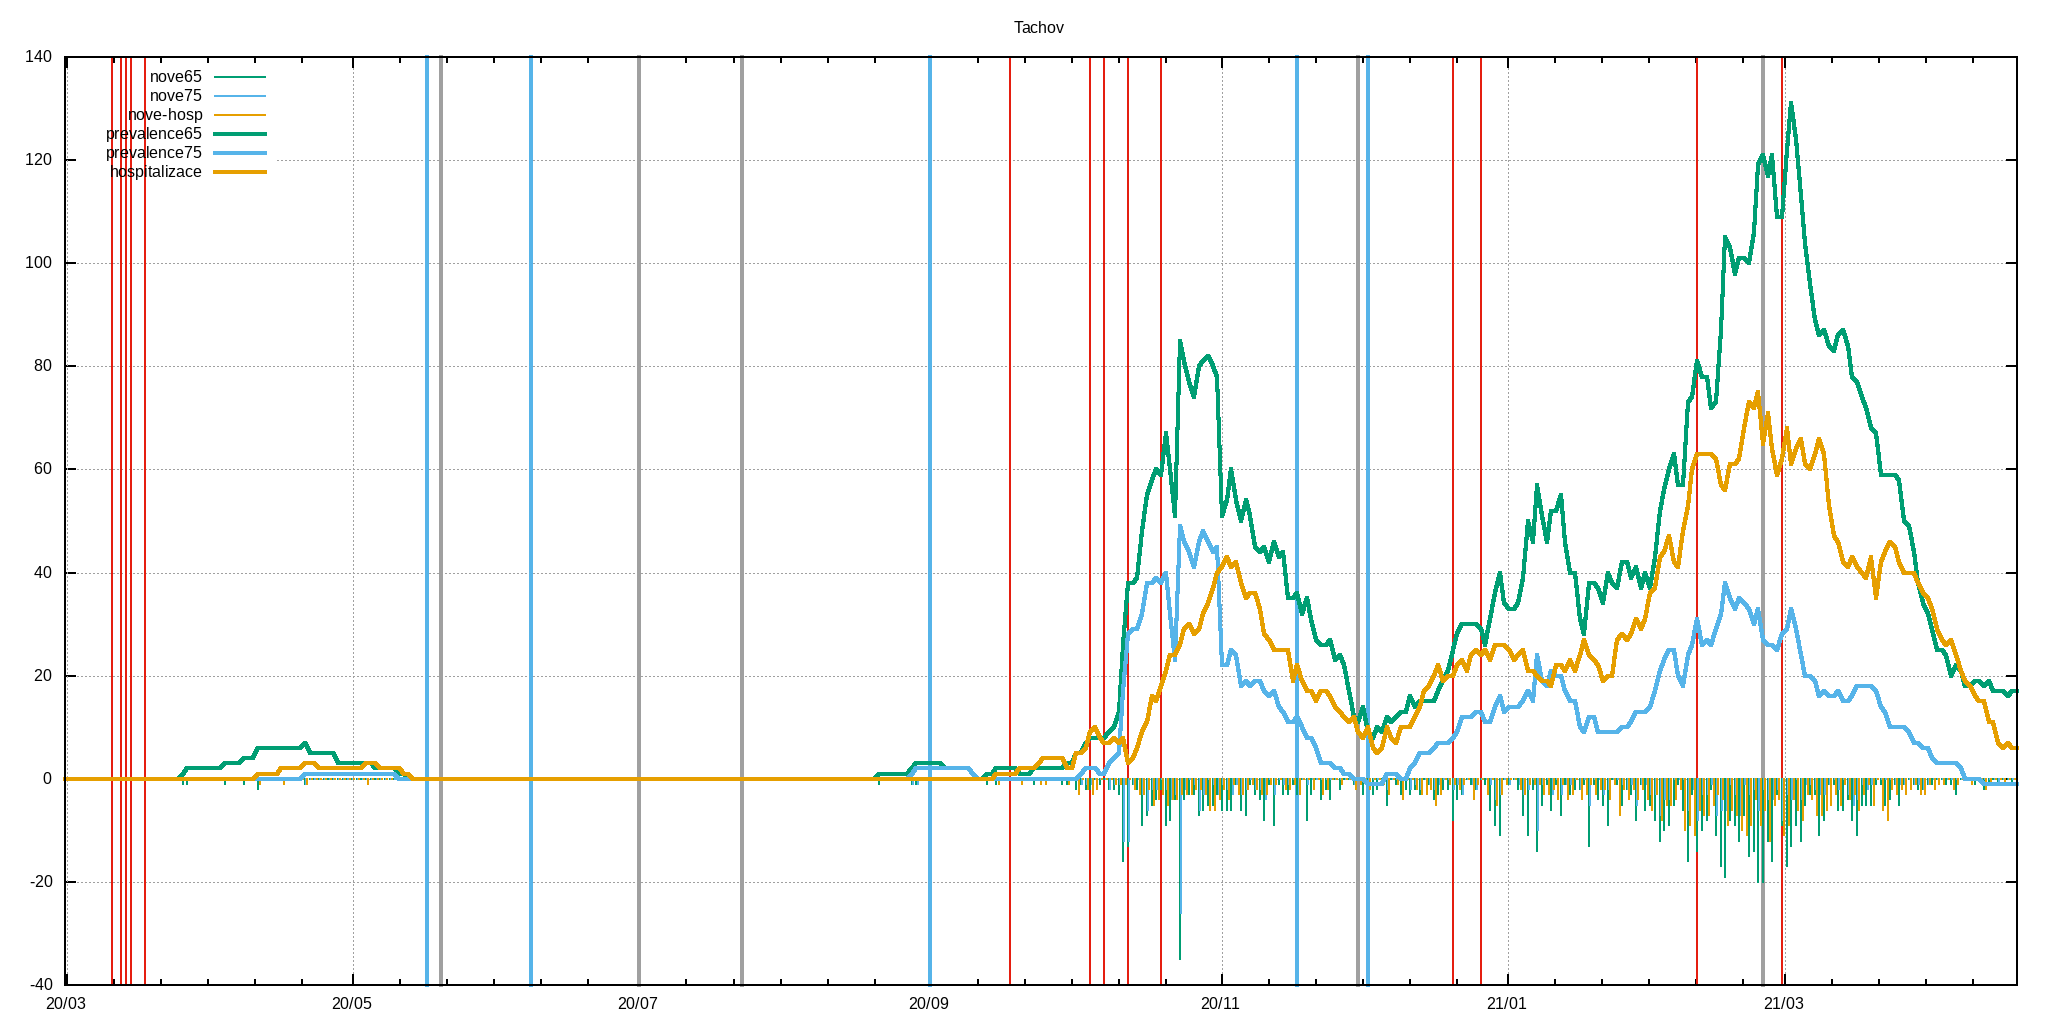 Tachov
140
120
100
80
60
40
20
0
-20
-40
nove65
nove75
nove-hosp
prevalence65
prevalence75
hospitalizace
20/03 20/05 20/07 20/09 20/11 21/01 21/03